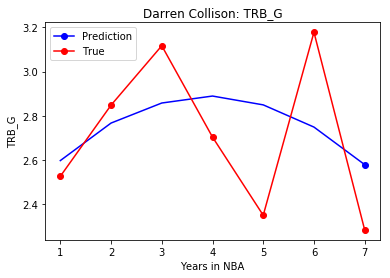 Darren Collison: TRB_G
Prediction
True
3.2
3.0
2.8
2.6
2.4
TRB_G
1 2 3 4 5 6 7
Years in NBA